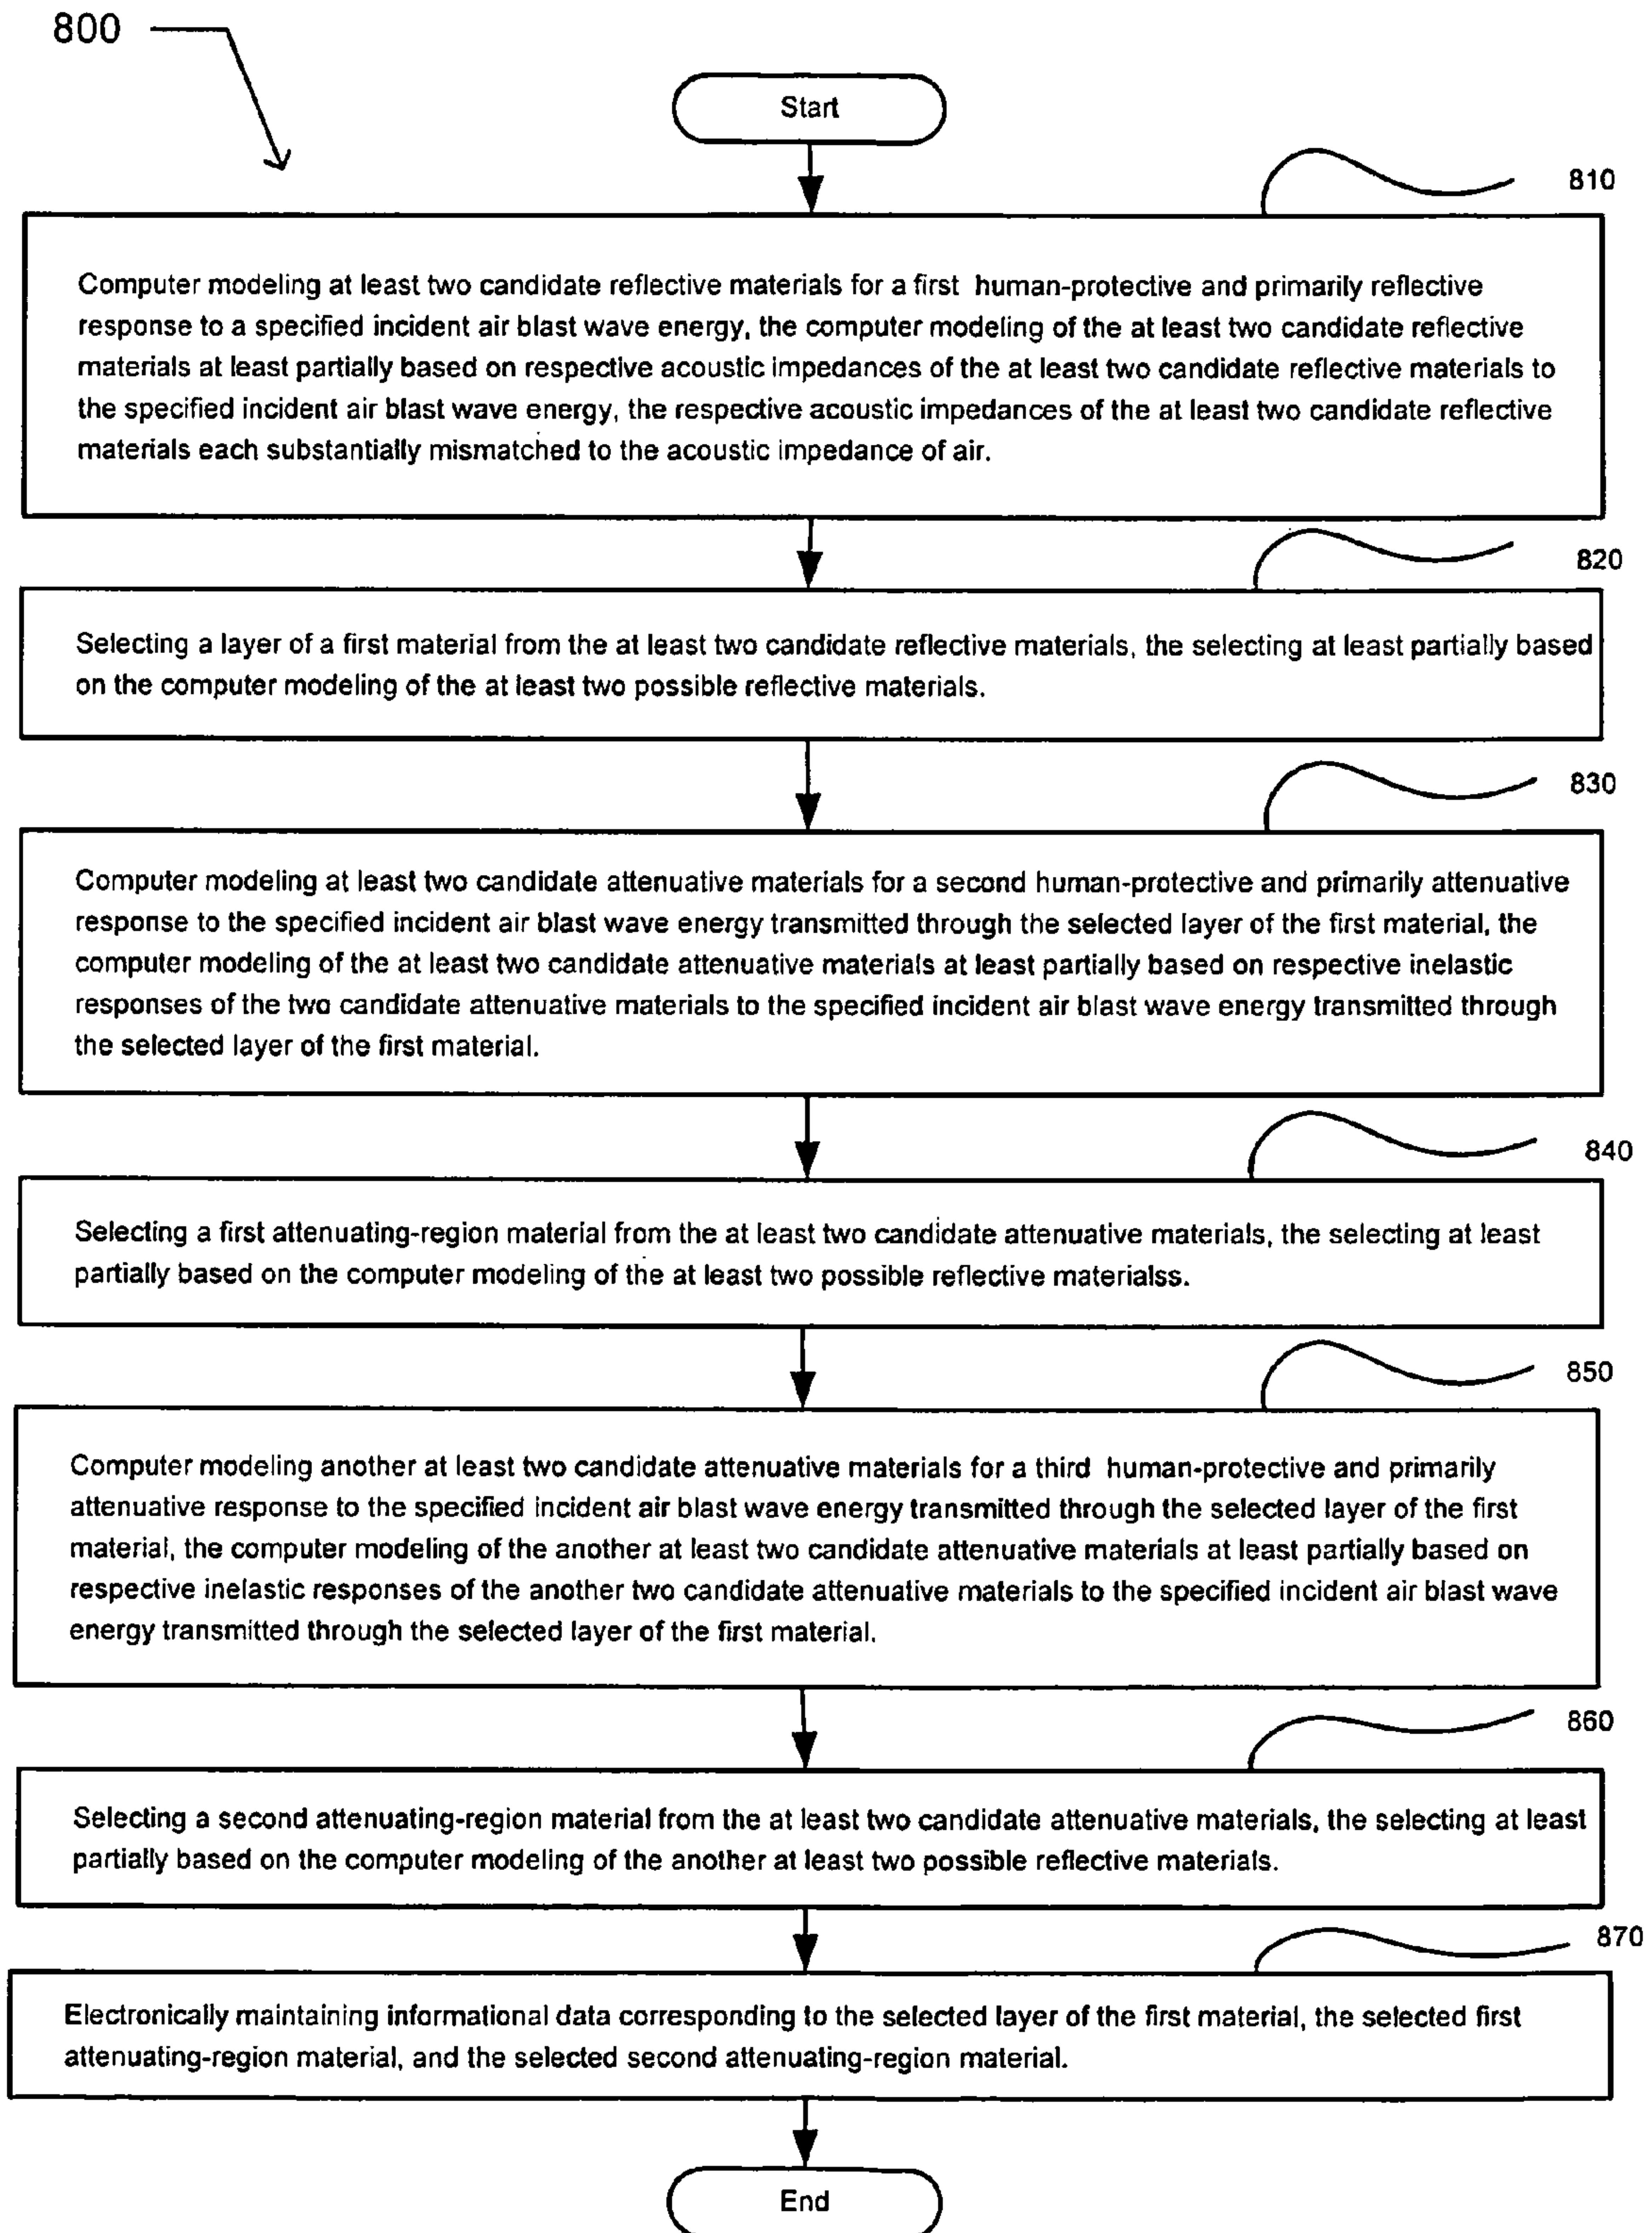 800
Start
810
Computer modeling at least two candidate reflective materials for a first human-protective and primarily reflective
response to a specified incident air blast wave energy, the computer modeling of the at least two candidate reflective
materials at least partially based on respective acoustic impedances of the at least two candidate reflective materials to
the specified incident air blast wave energy, the respective acoustic impedances of the at least two candidate reflective
materials each substantially mismatched to the acoustic impedance of air.
820
Selecting a layer of a first material from the at least two candidate reflective materials, the selecting at least partially based
on the computer modeling of the at least two possible reflective materials.
830
Computer modeling at least two candidate attenuative materials for a second human-protective and primarily attenuative
response to the specified incident air blast wave energy transmitted through the selected layer of the first material, the
computer modeling of the at least two candidate attenuative materials at least partially based on respective inelastic
responses of the two candidate attenuative materials to the specified incident air blast wave energy transmitted through
the selected layer of the first material.
840
Selecting a first attenuating-region material from the at least two candidate attenuative materials, the selecting at least
partially based on the computer modeling of the at least two possible reflective materialss.
850
Computer modeling another at least two candidate attenuative materials for a third human-protective and primarily
attenuative response to the specified incident air blast wave energy transmitted through the selected layer of the first
material, the computer modeling of the another at least two candidate attenuative materials at least partially based on
respective inelastic responses of the another two candidate attenuative materials to the specified incident air blast wave
energy transmitted through the selected layer of the first material.
860
Selecting a second attenuating-region material from the at least two candidate attenuative materials, the selecting at least
partially based on the computer modeling of the another at least two possible reflective materials.
870
Electronically maintaining informational data corresponding to the selected layer of the first material, the selected first
attenuating-region material, and the selected second attenuating-region material.
End